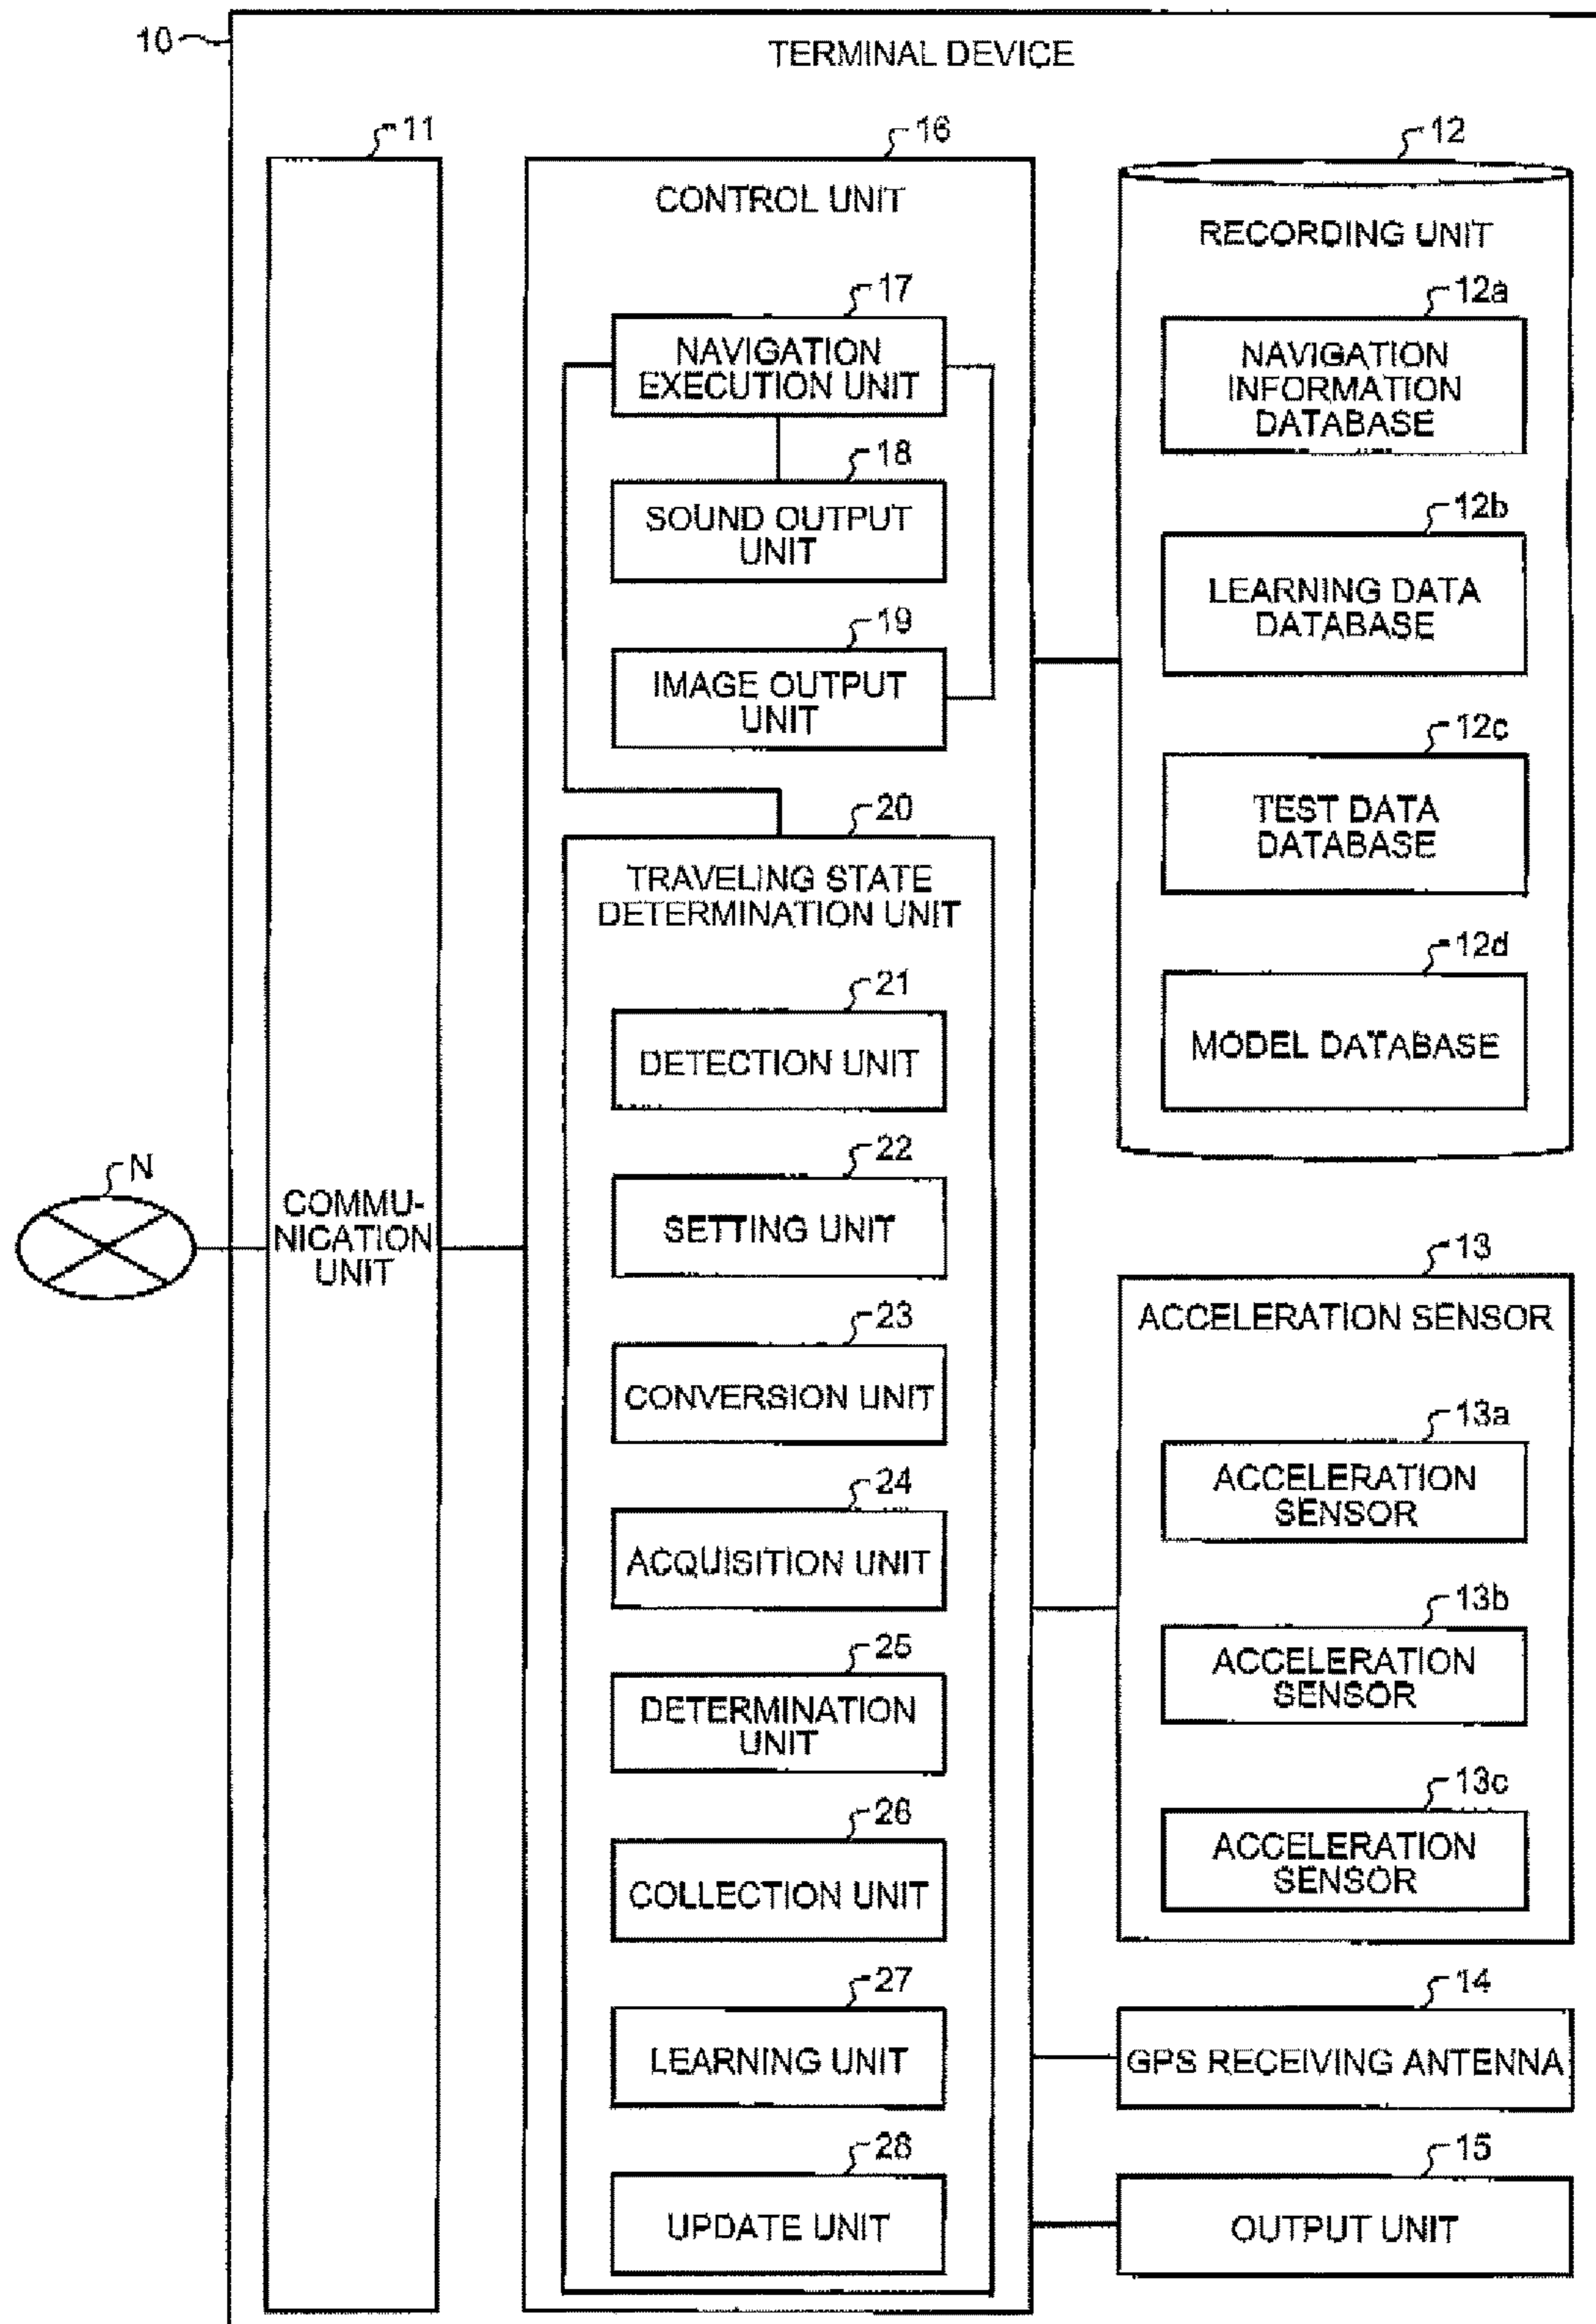 10
TERMINAL DEVICE
11
COMMU-
NICATION
UNIT
N
16
CONTROL UNIT
17
NAVIGATION
EXECUTION UNIT
18
SOUND OUTPUT
UNIT
19
IMAGE OUTPUT
UNIT
20
TRAVELING STATE
DETERMINATION UNIT
21
DETECTION UNIT
22
SETTING UNIT
23
CONVERSION UNIT
24
ACQUISITION UNIT
25
DETERMINATION
UNIT
26
COLLECTION UNIT
27
LEARNING UNIT
28
UPDATE UNIT
12
RECORDING UNIT
12a
NAVIGATION
INFORMATION
DATABASE
12b
LEARNING DATA
DATABASE
12c
TEST DATA
DATABASE
12d
MODEL DATABASE
13
ACCELERATION SENSOR
13a
ACCELERATION
SENSOR
13b
ACCELERATION
SENSOR
13c
ACCELERATION
SENSOR
14
GPS RECEIVING ANTENNA
15
OUTPUT UNIT